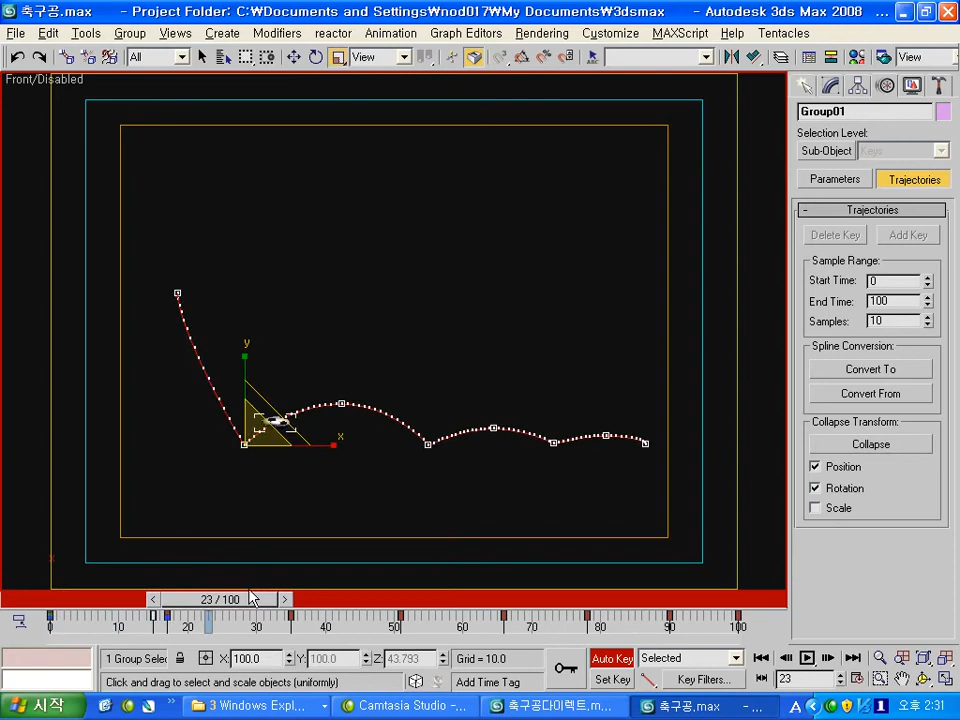 축구공.max - Project Folder: C:₩Documents and Settings₩nod017₩My Documents₩3dsmax - Autodesk 3ds Max 2008 ...
File Edit Tools Group Views Create Modifiers reactor Animation Graph Editors Rendering Customize MAXScript Help Tentacles
All View View
Front/Disabled
Group01
Selection Level:
Sub-Object Keys
Parameters Trajectories
- Trajectories
Delete Key Add Key
Sample Range:
Start Time: 0
End Time: 100
Samples: 10
Spline Conversion:
Convert To
Convert From
Collapse Transform:
Collapse
Position
Rotation
Scale
y
x
x
< 23 / 100 >
0 10 20 30 40 50 60 70 80 90 100
1 Group Selec X: 100.0 Y: 100.0 Z: 43.793 Grid = 10.0 Auto Key Selected
Click and drag to select and scale objects (uniformly) Add Time Tag Set Key Key Filters... 23
시작 3 Windows Expl... Camtasia Studio - ... 축구공다이렉트.m... 축구공.max - ... A 1 오후 2:31